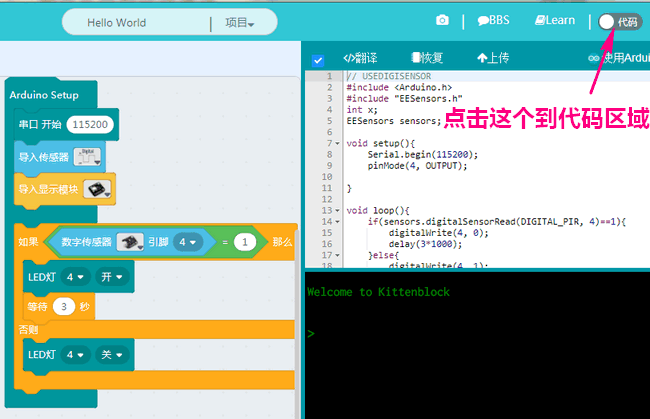 Hello World
项目
BBS
Learn
代码
</>翻译
恢复
上传
使用Ardui
点击这个到代码区域
Arduino Setup
串口 开始 115200
导入传感器 Digital
导入显示模块
如果 数字传感器 引脚 4 = 1 那么
LED灯 4 开
等待 3 秒
否则
LED灯 4 关
1 // USEDIGISENSOR
2 #include <Arduino.h>
3 #include "EESensors.h"
4 int x;
5 EESensors sensors;
6
7 void setup(){
8 Serial.begin(115200);
9 pinMode(4, OUTPUT);
10
11 }
12
13 void loop(){
14 if(sensors.digitalSensorRead(DIGITAL_PIR, 4)==1){
15 digitalWrite(4, 0);
16 delay(3*1000);
17 }else{
18 digitalWrite(4, 1);
Welcome to Kittenblock
>